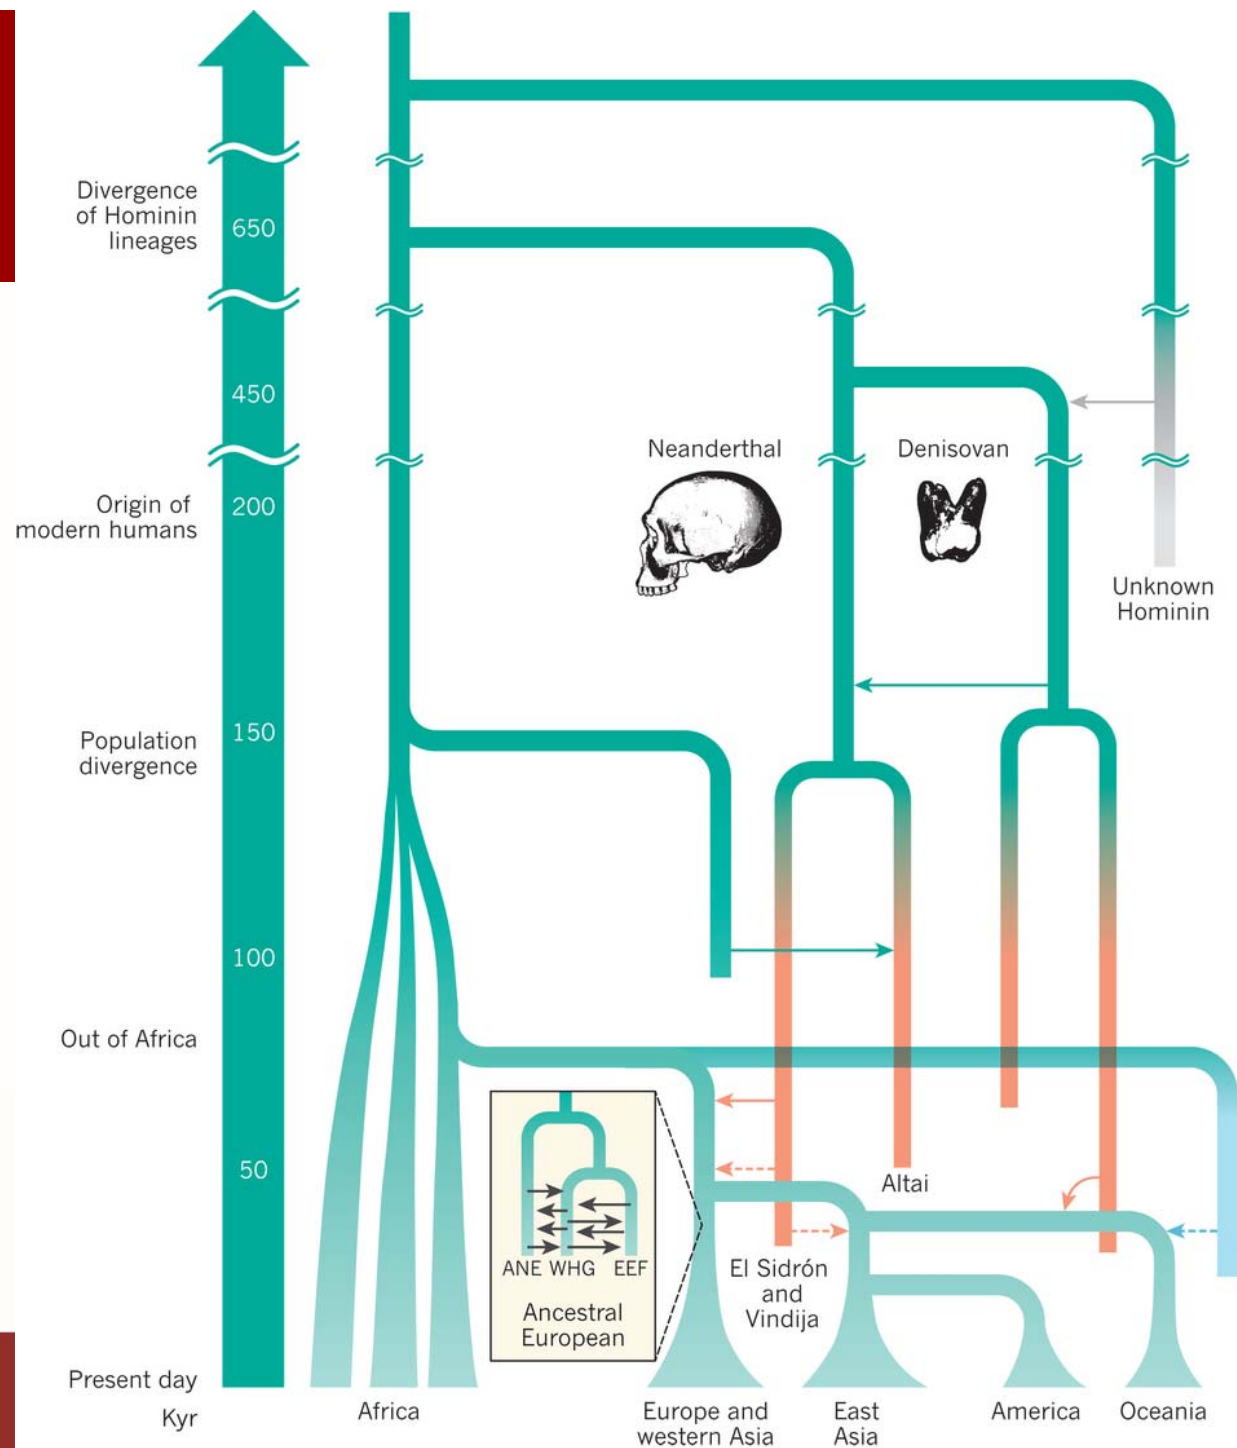 Divergence
of Hominin
lineages
650
450
Neanderthal
Denisovan
Origin of
modern humans
200
Unknown
Hominin
Population
divergence
150
100
Out of Africa
50
Altai
ANE WHG EEF
Ancestral
European
El Sidrón
and
Vindija
Present day
Kyr
Africa
Europe and
western Asia
East
Asia
America
Oceania